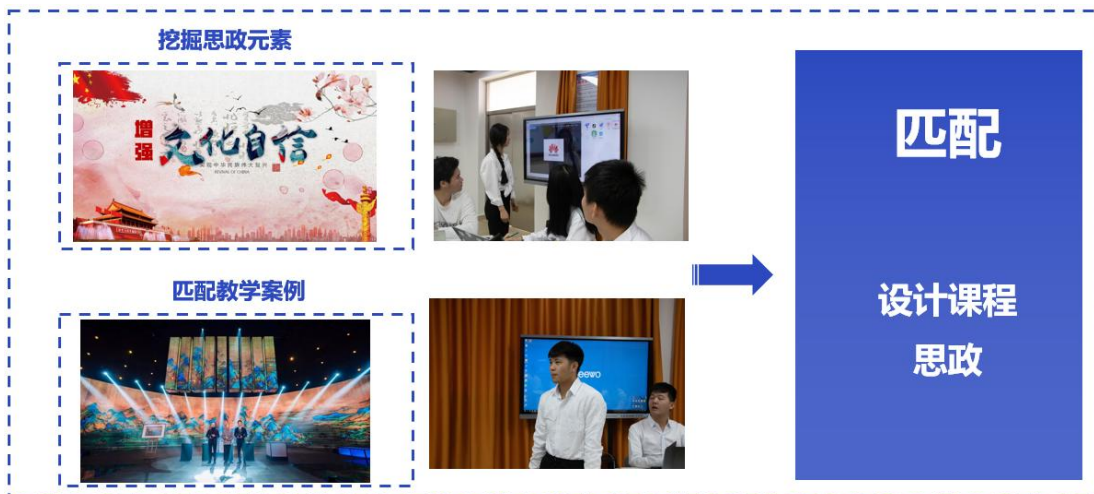 挖掘思政元素
增强
文化自信
匹配教学案例
匹配
设计课程
思政